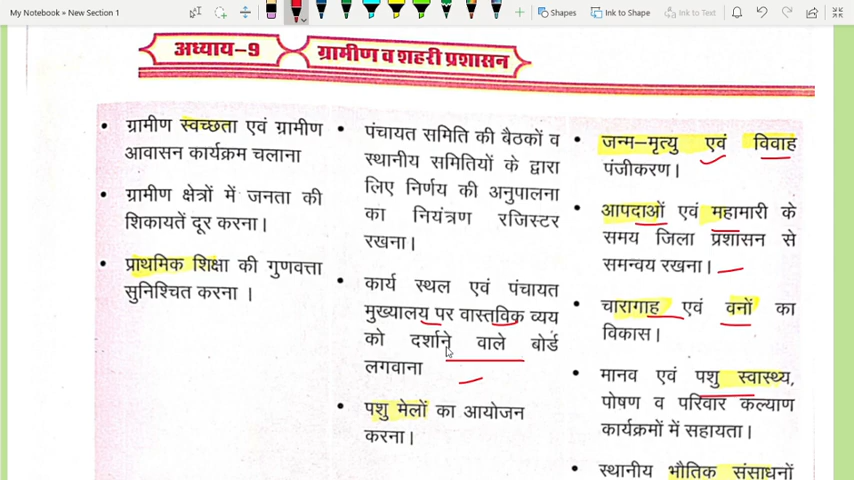 My Notebook » New Section 1
Shapes
Ink to Shape
Ink to Text
अध्याय–9
ग्रामीण व शहरी प्रशासन
• ग्रामीण स्वच्छता एवं ग्रामीण
आवासन कार्यक्रम चलाना
• ग्रामीण क्षेत्रों में जनता की
शिकायतें दूर करना।
• प्राथमिक शिक्षा की गुणवत्ता
सुनिश्चित करना ।
• पंचायत समिति की बैठकों व
स्थानीय समितियों के द्वारा
लिए निर्णय की अनुपालना
का नियंत्रण रजिस्टर
रखना।
• कार्य स्थल एवं पंचायत
मुख्यालय पर वास्तविक व्यय
को दर्शाने वाले बोर्ड
लगवाना
• पशु मेलों का आयोजन
करना।
• जन्म–मृत्यु एवं विवाह
पंजीकरण।
• आपदाओं एवं महामारी के
समय जिला प्रशासन से
समन्वय रखना।
• चारागाह एवं वनों का
विकास।
• मानव एवं पशु स्वास्थ्य,
पोषण व परिवार कल्याण
कार्यक्रमों में सहायता।
• स्थानीय भौतिक संसाधनों